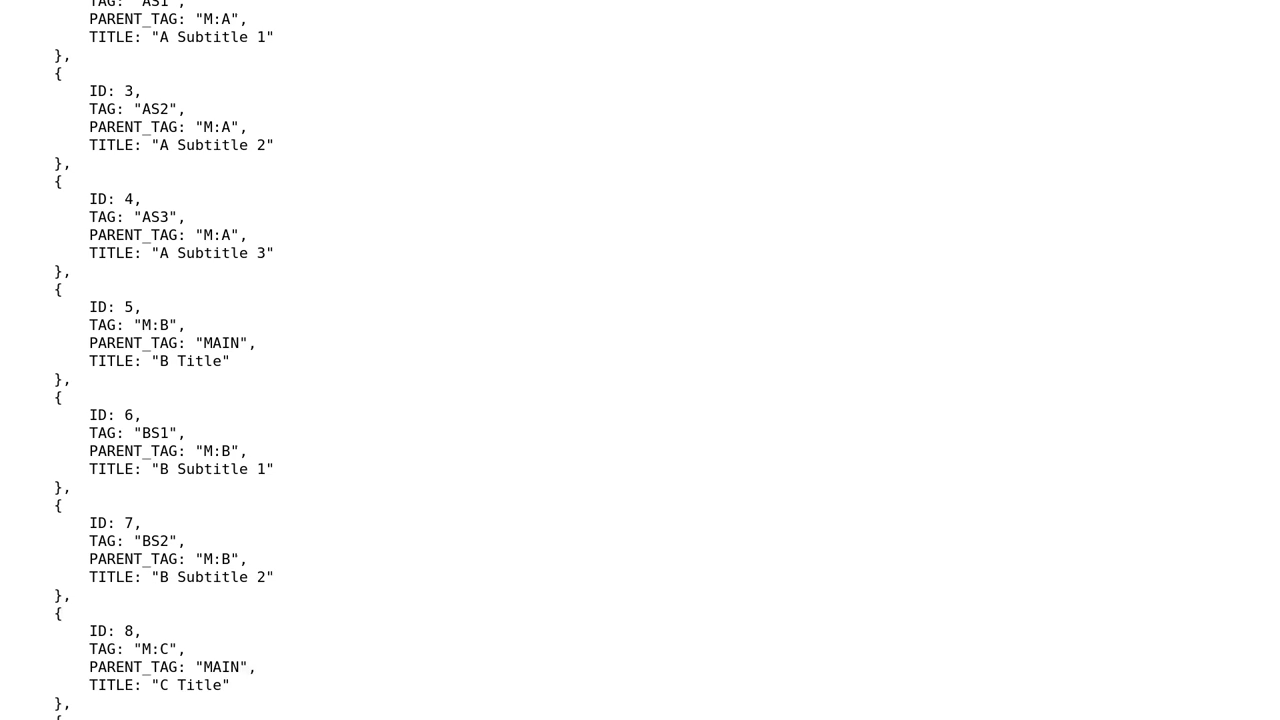 TAG: "AS1",
PARENT_TAG: "M:A",
TITLE: "A Subtitle 1"
},
{
ID: 3,
TAG: "AS2",
PARENT_TAG: "M:A",
TITLE: "A Subtitle 2"
},
{
ID: 4,
TAG: "AS3",
PARENT_TAG: "M:A",
TITLE: "A Subtitle 3"
},
{
ID: 5,
TAG: "M:B",
PARENT_TAG: "MAIN",
TITLE: "B Title"
},
{
ID: 6,
TAG: "BS1",
PARENT_TAG: "M:B",
TITLE: "B Subtitle 1"
},
{
ID: 7,
TAG: "BS2",
PARENT_TAG: "M:B",
TITLE: "B Subtitle 2"
},
{
ID: 8,
TAG: "M:C",
PARENT_TAG: "MAIN",
TITLE: "C Title"
},
{